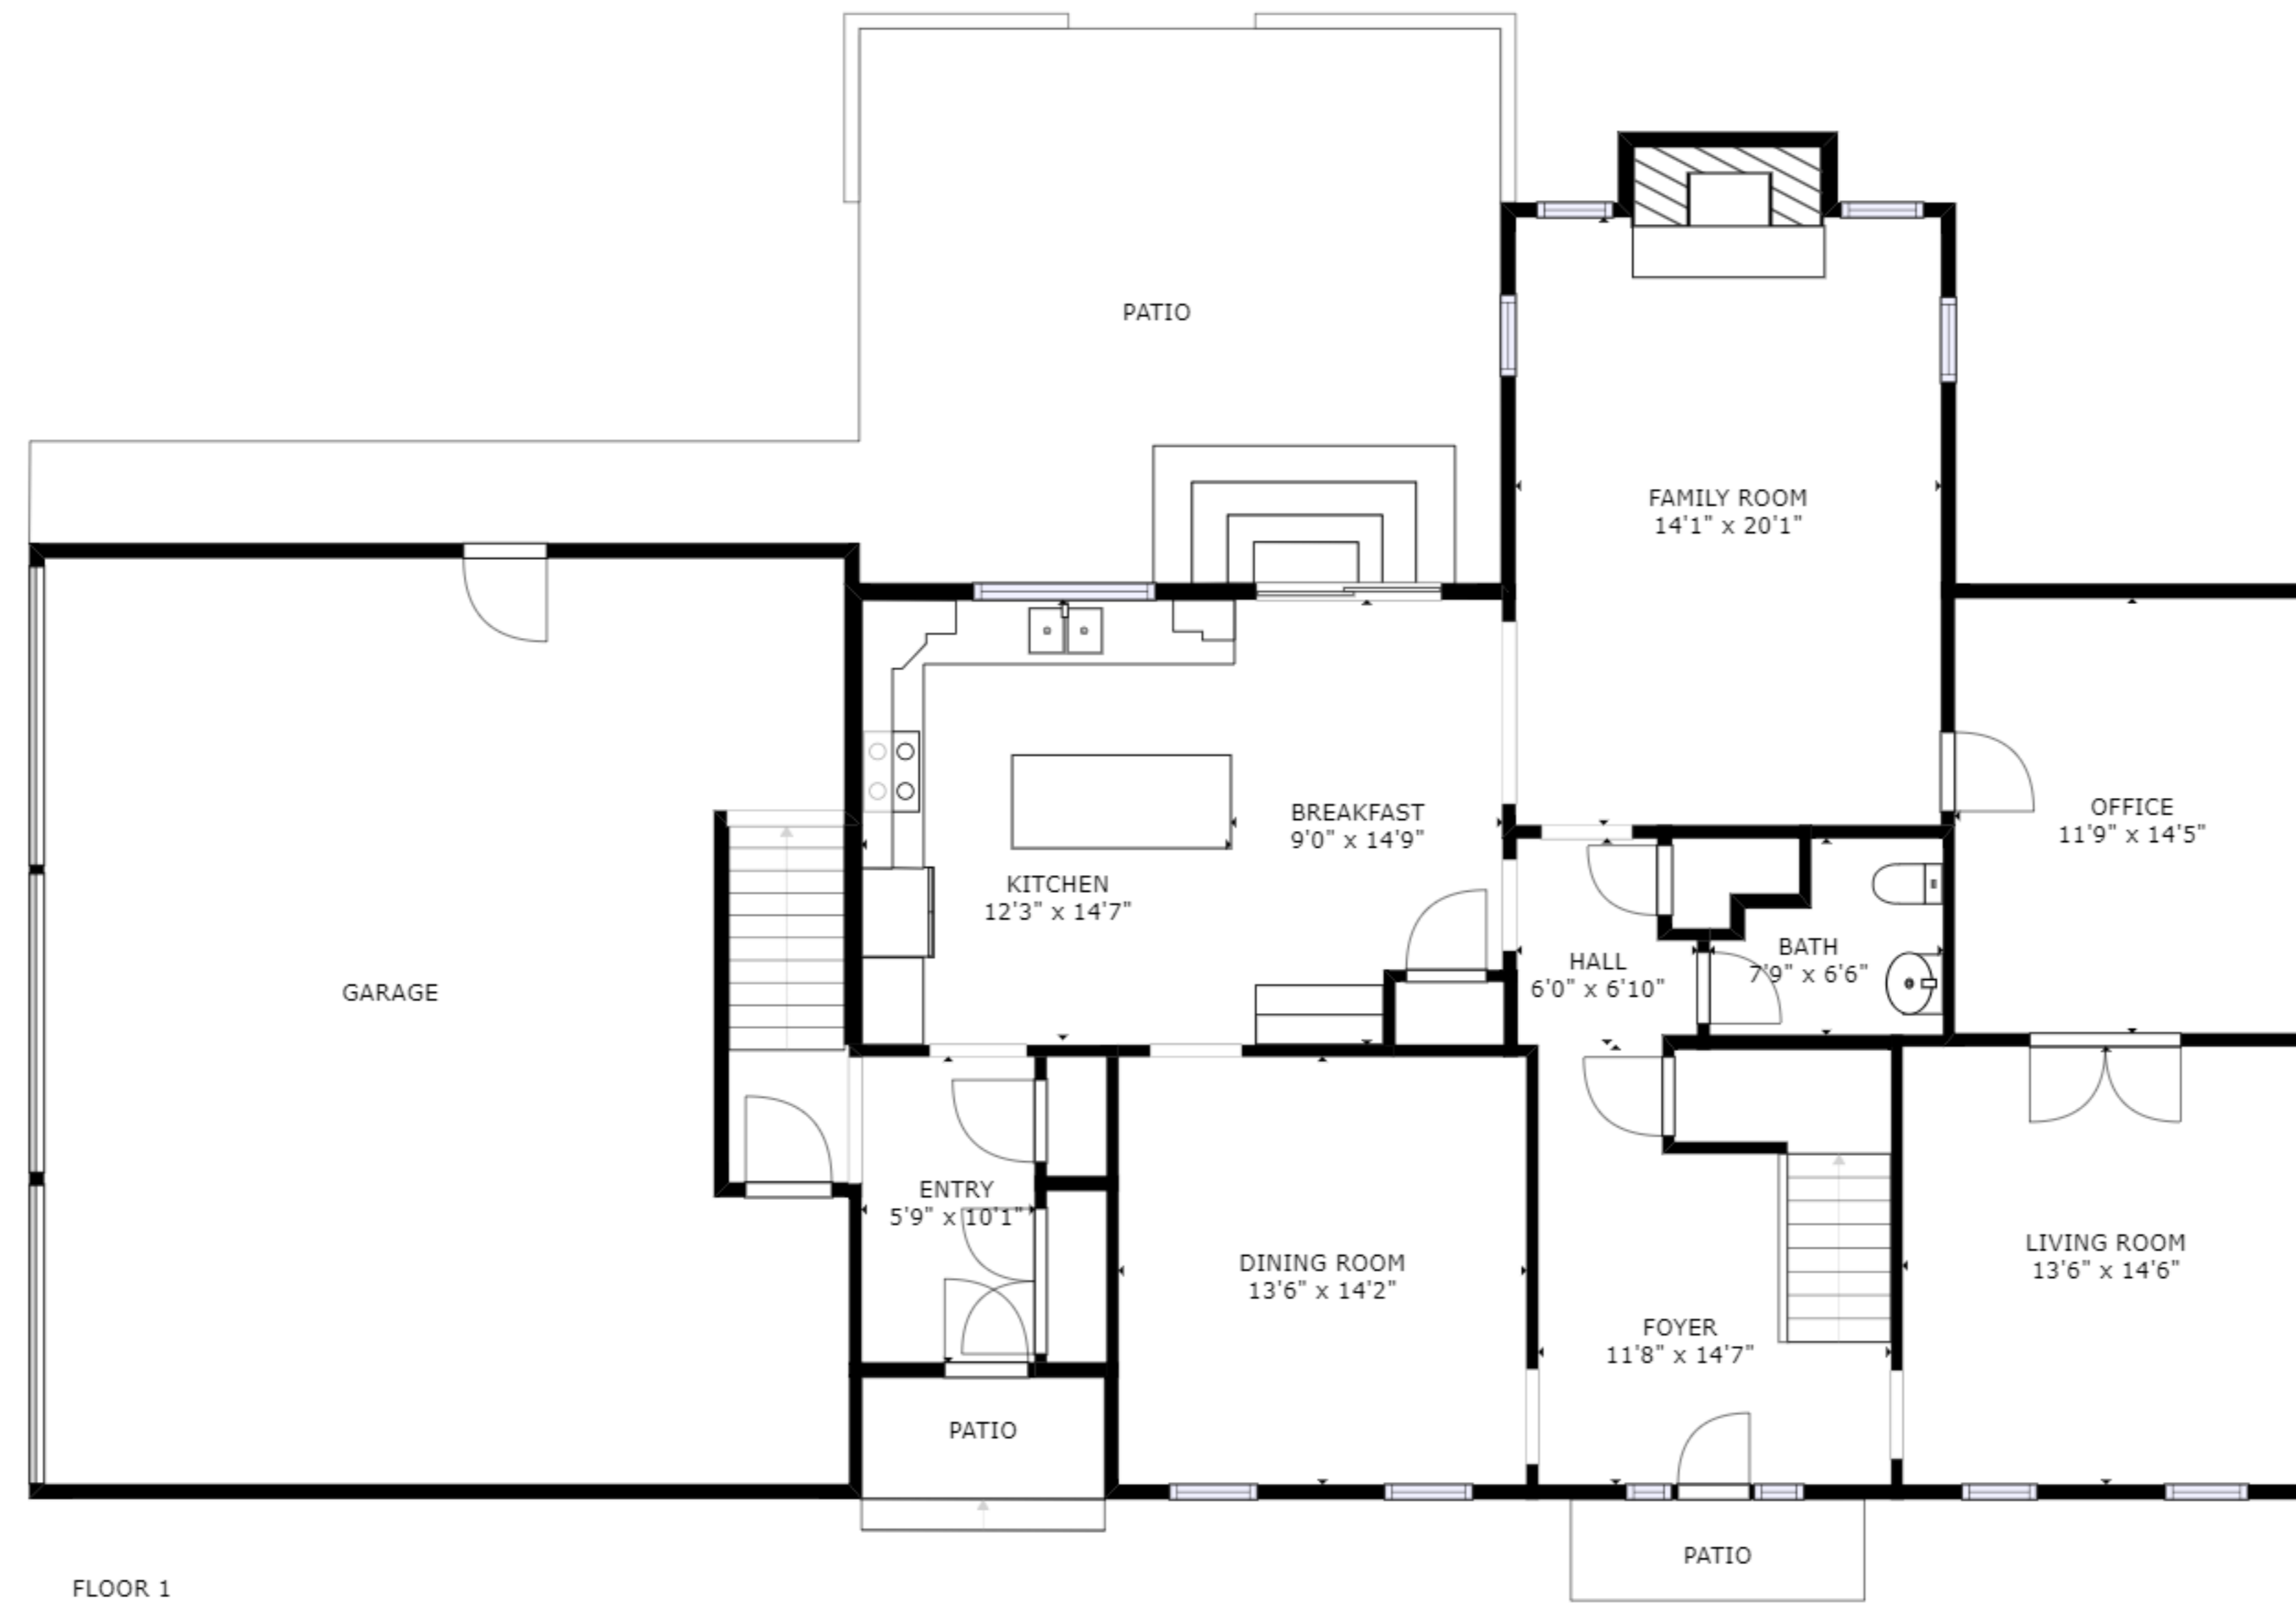 PATIO
FAMILY ROOM
14'1" x 20'1"
BREAKFAST
9'0" x 14'9"
OFFICE
11'9" x 14'5"
KITCHEN
12'3" x 14'7"
BATH
7'9" x 6'6"
HALL
6'0" x 6'10"
GARAGE
ENTRY
5'9" x 10'1"
DINING ROOM
13'6" x 14'2"
LIVING ROOM
13'6" x 14'6"
FOYER
11'8" x 14'7"
PATIO
PATIO
FLOOR 1